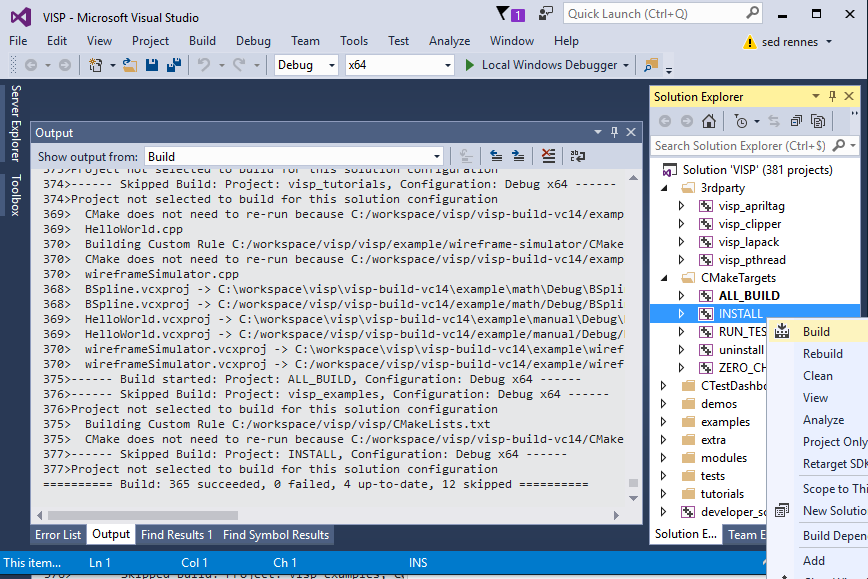 VISP - Microsoft Visual Studio
1
Quick Launch (Ctrl+Q)
File Edit View Project Build Debug Team Tools Test Analyze Window Help
sed rennes
Debug x64 Local Windows Debugger
Server Explorer
Toolbox
Output
Show output from: Build
373>Project not selected to build for this solution configuration
374>------ Skipped Build: Project: visp_tutorials, Configuration: Debug x64 ------
374>Project not selected to build for this solution configuration
369> CMake does not need to re-run because C:/workspace/visp/visp-build-vc14/examp
369> HelloWorld.cpp
370> Building Custom Rule C:/workspace/visp/visp/example/wireframe-simulator/CMake
370> CMake does not need to re-run because C:/workspace/visp/visp-build-vc14/examp
370> wireframeSimulator.cpp
368> BSpline.vcxproj -> C:\workspace\visp\visp-build-vc14\example\math\Debug\BSpli
368> BSpline.vcxproj -> C:/workspace/visp/visp-build-vc14/example/math/Debug/BSpli
369> HelloWorld.vcxproj -> C:\workspace\visp\visp-build-vc14\example\manual\Debug\
369> HelloWorld.vcxproj -> C:/workspace/visp/visp-build-vc14/example/manual/Debug/
370> wireframeSimulator.vcxproj -> C:\workspace\visp\visp-build-vc14\example\wiref
370> wireframeSimulator.vcxproj -> C:/workspace/visp/visp-build-vc14/example/wiref
375>------ Build started: Project: ALL_BUILD, Configuration: Debug x64 ------
376>------ Skipped Build: Project: visp_examples, Configuration: Debug x64 ------
376>Project not selected to build for this solution configuration
375> Building Custom Rule C:/workspace/visp/visp/CMakeLists.txt
375> CMake does not need to re-run because C:/workspace/visp/visp-build-vc14/CMake
377>------ Skipped Build: Project: INSTALL, Configuration: Debug x64 ------
377>Project not selected to build for this solution configuration
========== Build: 365 succeeded, 0 failed, 4 up-to-date, 12 skipped ==========
Error List Output Find Results 1 Find Symbol Results
Solution Explorer
Search Solution Explorer (Ctrl+$)
Solution 'VISP' (381 projects)
3rdparty
visp_apriltag
visp_clipper
visp_lapack
visp_pthread
CMakeTargets
ALL_BUILD
INSTALL
RUN_TES
uninstall
ZERO_CH
CTestDashbo
demos
examples
extra
modules
tests
tutorials
developer_sc
Solution E... Team E
Build
Rebuild
Clean
View
Analyze
Project Only
Retarget SDK
Scope to Thi
New Solutio
Build Depen
Add
This item... Ln 1 Col 1 Ch 1 INS